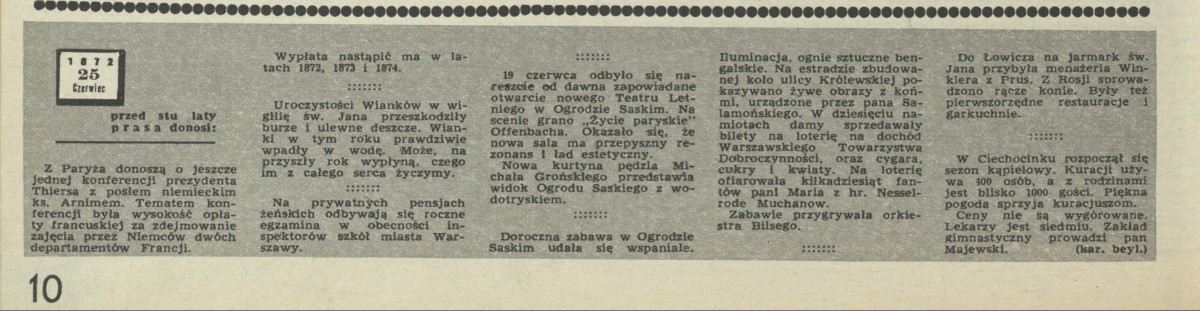 1872
25
Czerwiec
przed stu laty
prasa donosi:
Z Paryża donoszą o jeszcze
jednej konferencji prezydenta
Thiersa z posłem niemieckim
ks. Arnimem. Tematem kon-
ferencji była wysokość opła-
ty francuskiej za zdejmowanie
zajęcia przez Niemców dwóch
departamentów Francji.
Wypłata nastąpić ma w la-
tach 1872, 1873 i 1874.
:::::::
Uroczystości Wianków w wi-
gilię św. Jana przeszkodziły
burze i ulewne deszcze. Wian-
ki w tym roku prawdziwie
wpadły w wodę. Może, na
przyszły rok wypłyną, czego
im z całego serca życzymy.
:::::::
Na prywatnych pensjach
żeńskich odbywają się roczne
egzamina w obecności in-
spektorów szkół miasta War-
szawy.
:::::::
19 czerwca odbyło się na-
reszcie od dawna zapowiadane
otwarcie nowego Teatru Let-
niego w Ogrodzie Saskim. Na
scenie grano „Życie paryskie"
Offenbacha. Okazało się, że
nowa sala ma przepyszny re-
zonans i ład estetyczny.
Nowa kurtyna pędzla Mi-
chała Grońskiego przedstawia
widok Ogrodu Saskiego z wo-
dotryskiem.
:::::::
Doroczna zabawa w Ogrodzie
Saskim udała się wspaniale.
Iluminacja, ognie sztuczne ben-
galskie. Na estradzie zbudowa-
nej koło ulicy Królewskiej po-
kazywano żywe obrazy z koń-
mi, urządzone przez pana Sa-
lamońskiego. W dziesięciu na-
miotach damy sprzedawały
bilety na loterię na dochód
Warszawskiego Towarzystwa
Dobroczynności, oraz cygara,
cukry i kwiaty. Na loterię
ofiarowała kilkadziesiąt fan-
tów pani Maria z hr. Nessel-
rode Muchanow.
Zabawie przygrywała orkie-
stra Bilsego.
:::::::
Do Łowicza na jarmark św.
Jana przybyła menażeria Win-
klera z Prus. Z Rosji sprowa-
dzono rącze konie. Były też
pierwszorzędne restauracje i
garkuchnie.
:::::::
W Ciechocinku rozpoczął się
sezon kąpielowy. Kuracji uży-
wa 400 osób, a z rodzinami
jest blisko 1000 gości. Piękna
pogoda sprzyja kuracjuszom.
Ceny nie są wygórowane.
Lekarzy jest siedmiu. Zakład
gimnastyczny prowadzi pan
Majewski. (kar. beyl.)
10